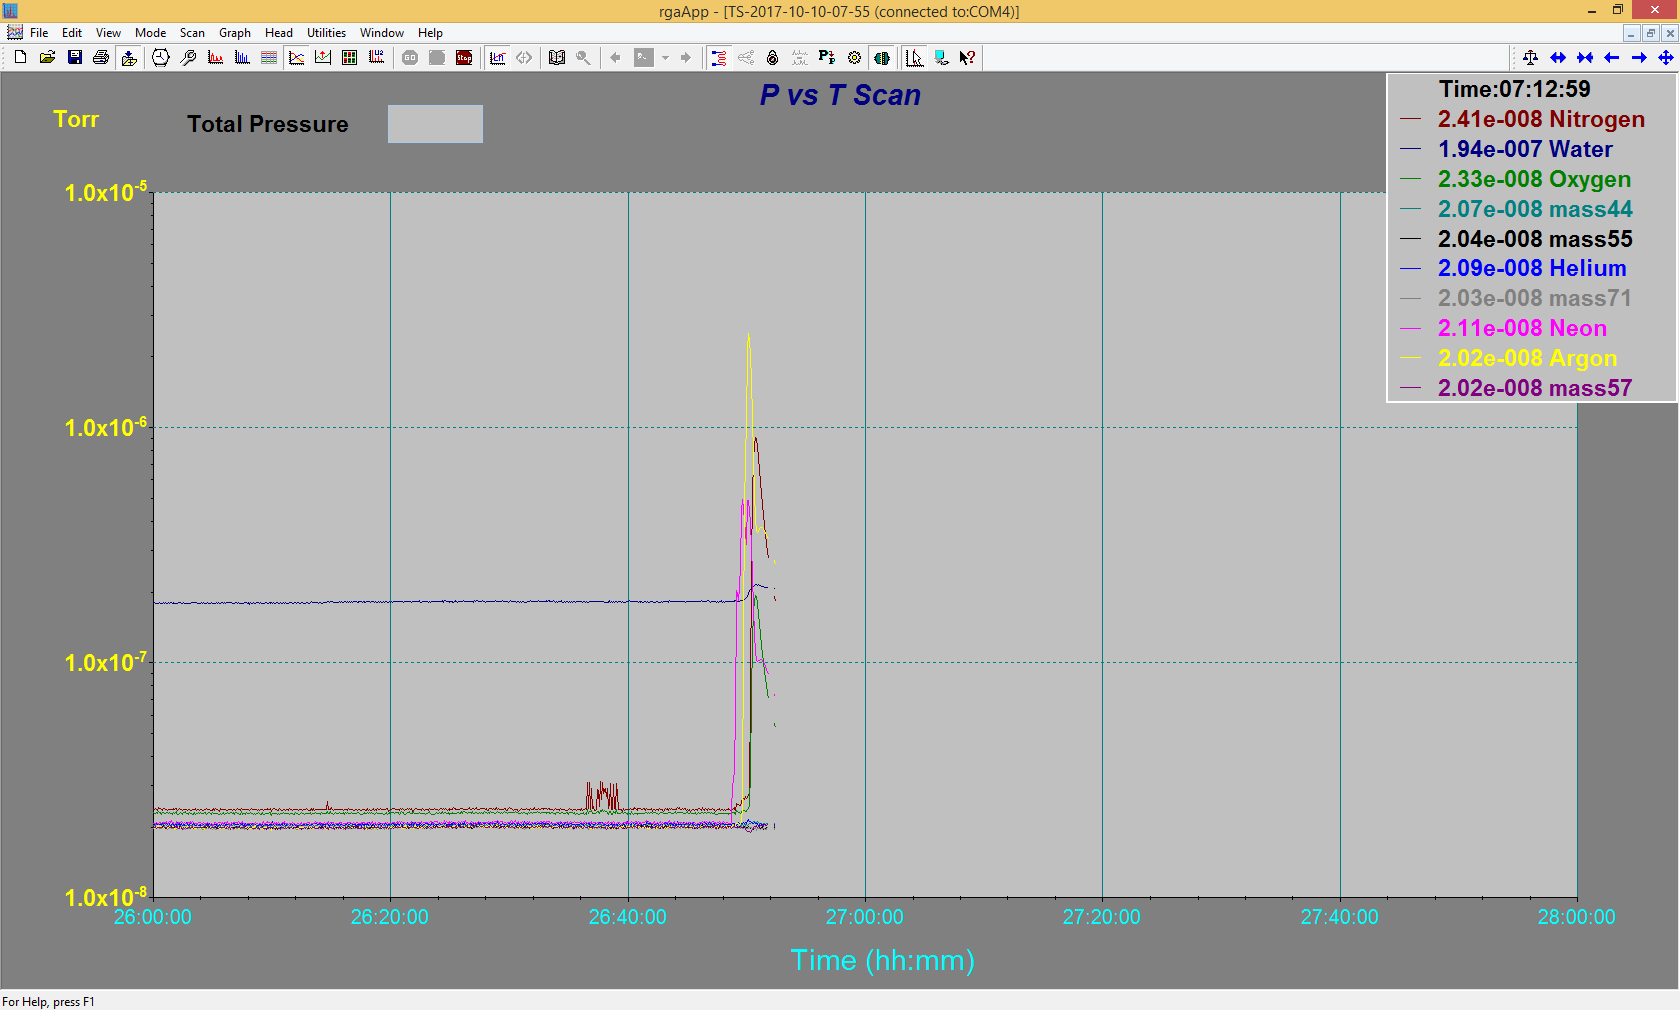 rgaApp - [TS-2017-10-10-07-55 (connected to:COM4)]
File Edit View Mode Scan Graph Head Utilities Window Help
GO Stop
P vs T Scan
Torr
Total Pressure
Time:07:12:59
2.41e-008 Nitrogen
1.94e-007 Water
2.33e-008 Oxygen
2.07e-008 mass44
2.04e-008 mass55
2.09e-008 Helium
2.03e-008 mass71
2.11e-008 Neon
2.02e-008 Argon
2.02e-008 mass57
1.0x10-5
1.0x10-6
1.0x10-7
1.0x10-8
26:00:00 26:20:00 26:40:00 27:00:00 27:20:00 27:40:00 28:00:00
Time (hh:mm)
For Help, press F1